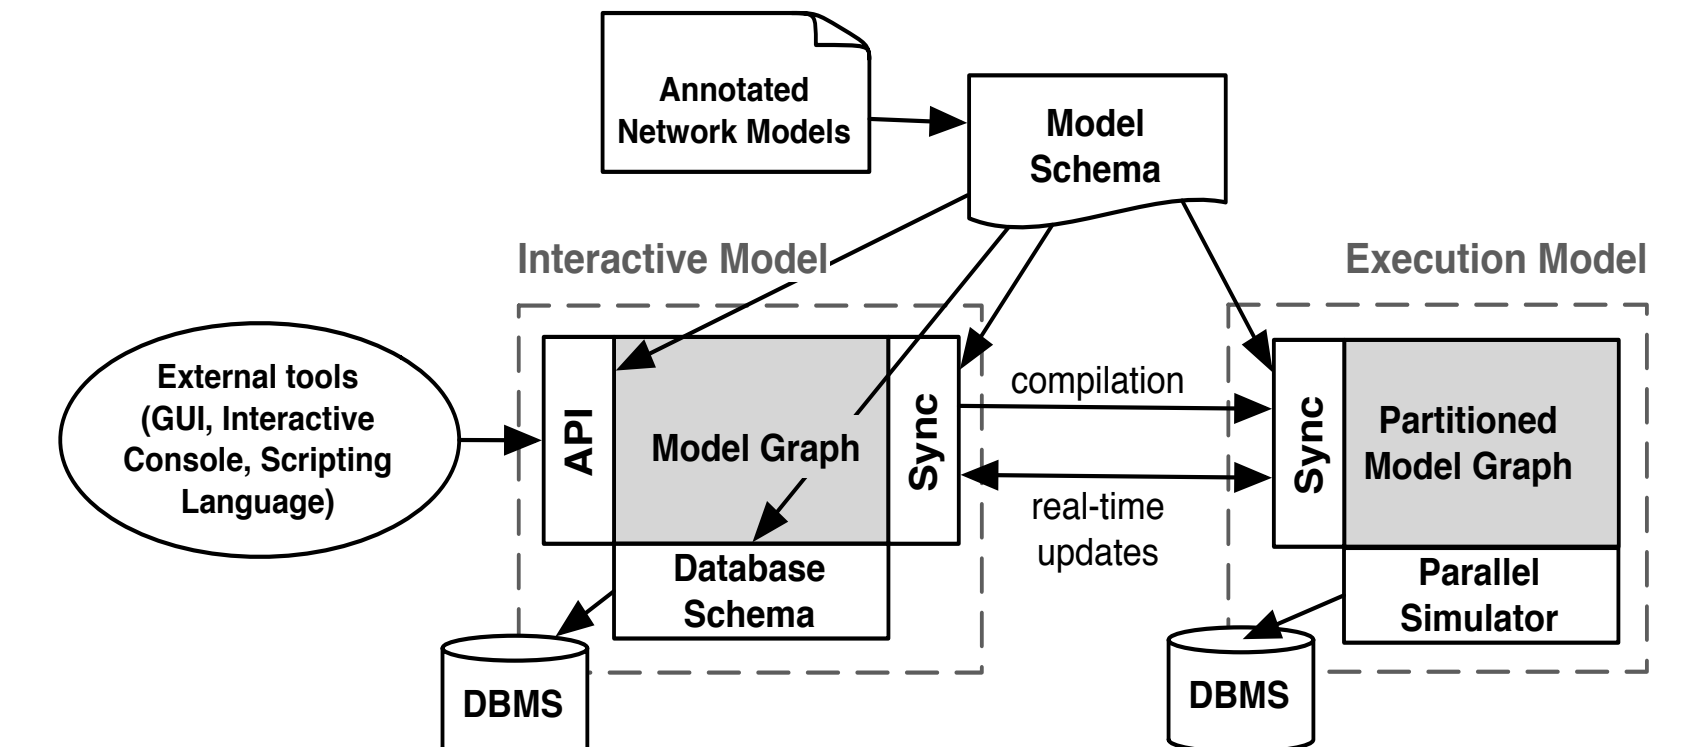 Annotated
Network Models
Model
Schema
Interactive Model
Execution Model
External tools
(GUI, Interactive
Console, Scripting
Language)
API
Model Graph
Sync
compilation
real-time
updates
Sync
Partitioned
Model Graph
Database
Schema
Parallel
Simulator
DBMS
DBMS